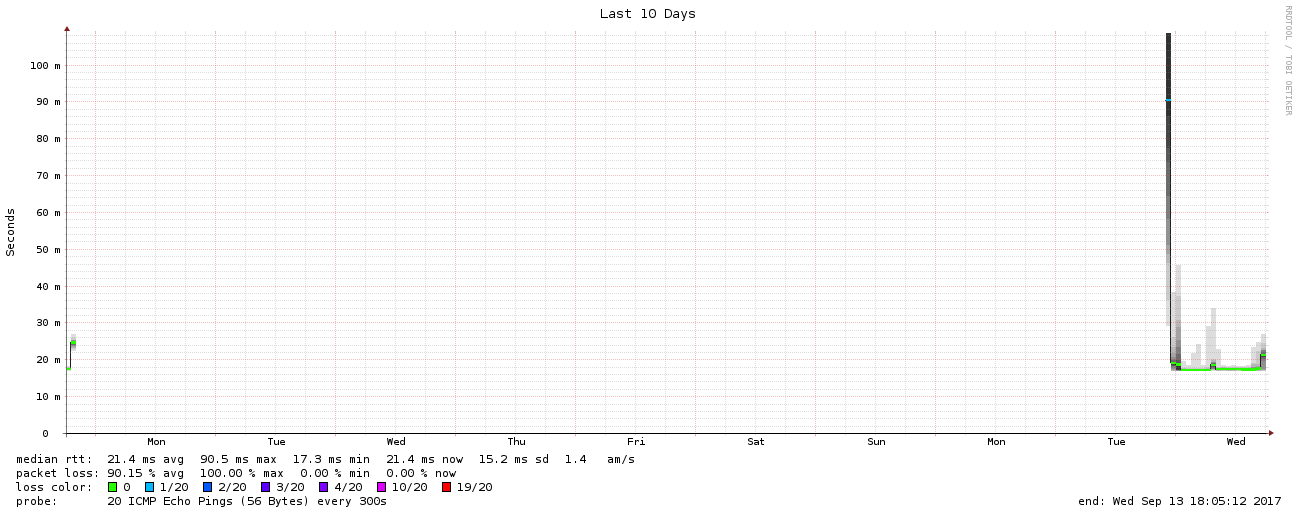 Last 10 Days
RRDTOOL / TOBI OETIKER
Seconds
100 m
90 m
80 m
70 m
60 m
50 m
40 m
30 m
20 m
10 m
0
Mon Tue Wed Thu Fri Sat Sun Mon Tue Wed
median rtt: 21.4 ms avg 90.5 ms max 17.3 ms min 21.4 ms now 15.2 ms sd 1.4 am/s
packet loss: 90.15 % avg 100.00 % max 0.00 % min 0.00 % now
loss color: 0 1/20 2/20 3/20 4/20 10/20 19/20
probe: 20 ICMP Echo Pings (56 Bytes) every 300s end: Wed Sep 13 18:05:12 2017